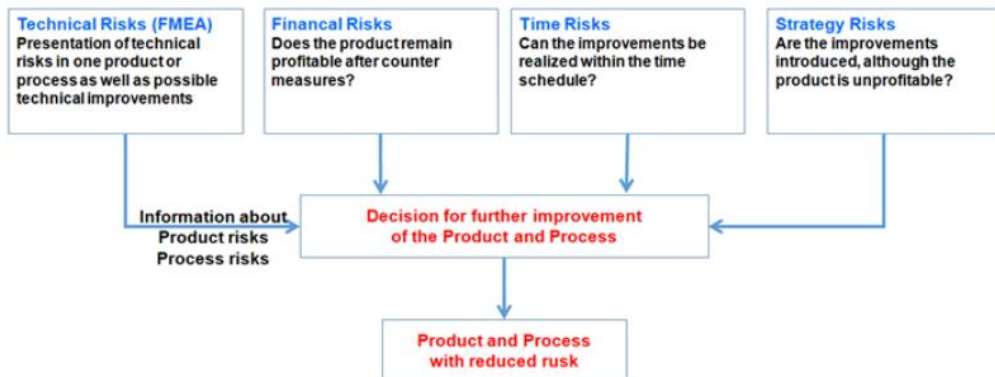 Technical Risks (FMEA)
Presentation of technical
risks in one product or
process as well as possible
technical improvements
Financal Risks
Does the product remain
profitable after counter
measures?
Time Risks
Can the improvements be
realized within the time
schedule?
Strategy Risks
Are the improvements
introduced, although the
product is unprofitable?
Information about
Product risks
Process risks
Decision for further improvement
of the Product and Process
Product and Process
with reduced rusk